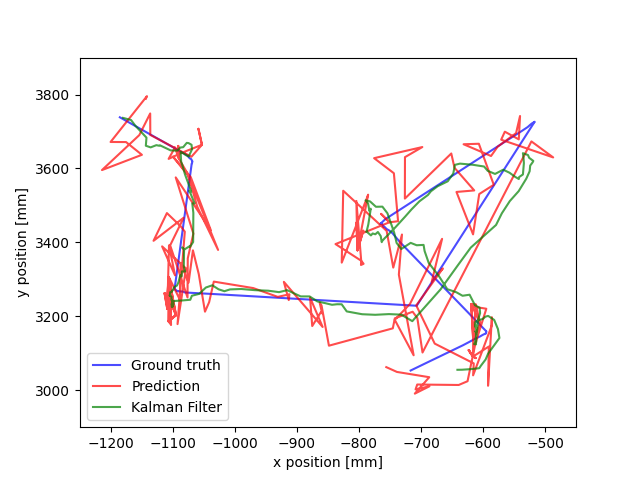 3800
3600
3400
3200
3000
y position [mm]
Ground truth
Prediction
Kalman Filter
−1200 −1100 −1000 −900 −800 −700 −600 −500
x position [mm]